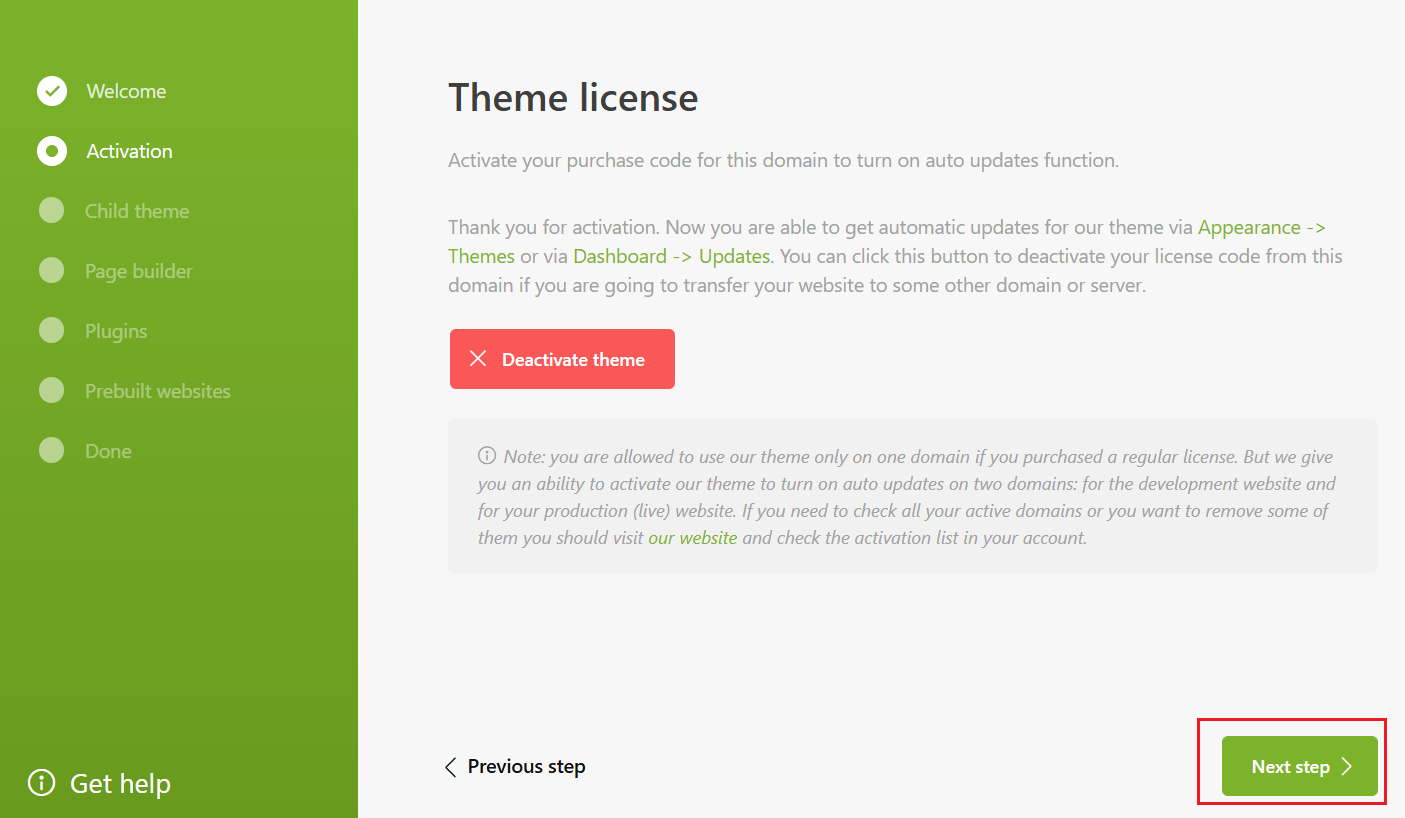 Welcome
Activation
Child theme
Page builder
Plugins
Prebuilt websites
Done
Get help
Theme license
Activate your purchase code for this domain to turn on auto updates function.
Thank you for activation. Now you are able to get automatic updates for our theme via Appearance ->
Themes or via Dashboard -> Updates. You can click this button to deactivate your license code from this
domain if you are going to transfer your website to some other domain or server.
Deactivate theme
Note: you are allowed to use our theme only on one domain if you purchased a regular license. But we give
you an ability to activate our theme to turn on auto updates on two domains: for the development website and
for your production (live) website. If you need to check all your active domains or you want to remove some of
them you should visit our website and check the activation list in your account.
Previous step
Next step